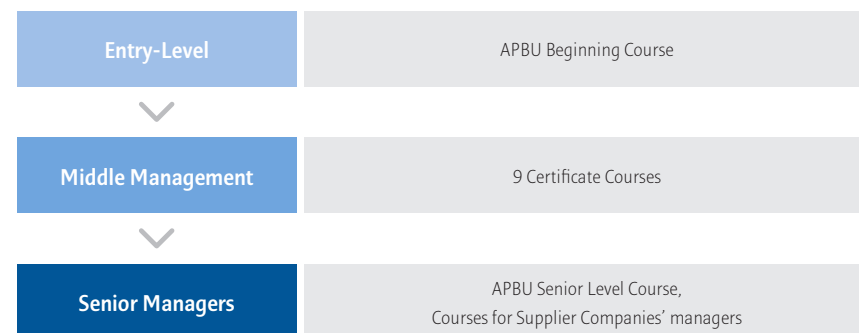 Entry-Level
APBU Beginning Course
Middle Management
9 Certificate Courses
Senior Managers
APBU Senior Level Course,
Courses for Supplier Companies’ managers